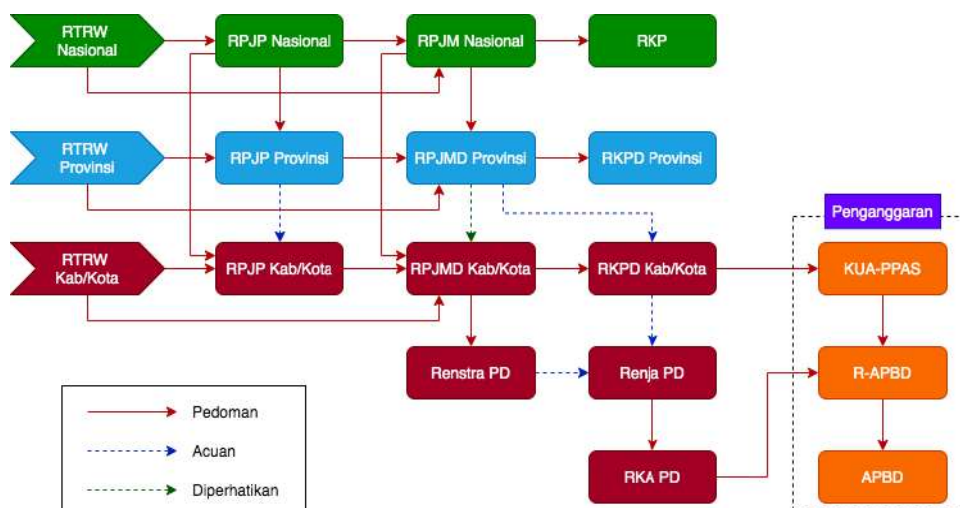 RTRW
Nasional
RPJP Nasional
RPJM Nasional
RKP
RTRW
Provinsi
RPJP Provinsi
RPJMD Provinsi
RKPD Provinsi
Penganggaran
RTRW
Kab/Kota
RPJP Kab/Kota
RPJMD Kab/Kota
RKPD Kab/Kota
KUA-PPAS
Renstra PD
Renja PD
R-APBD
Pedoman
Acuan
Diperhatikan
RKA PD
APBD